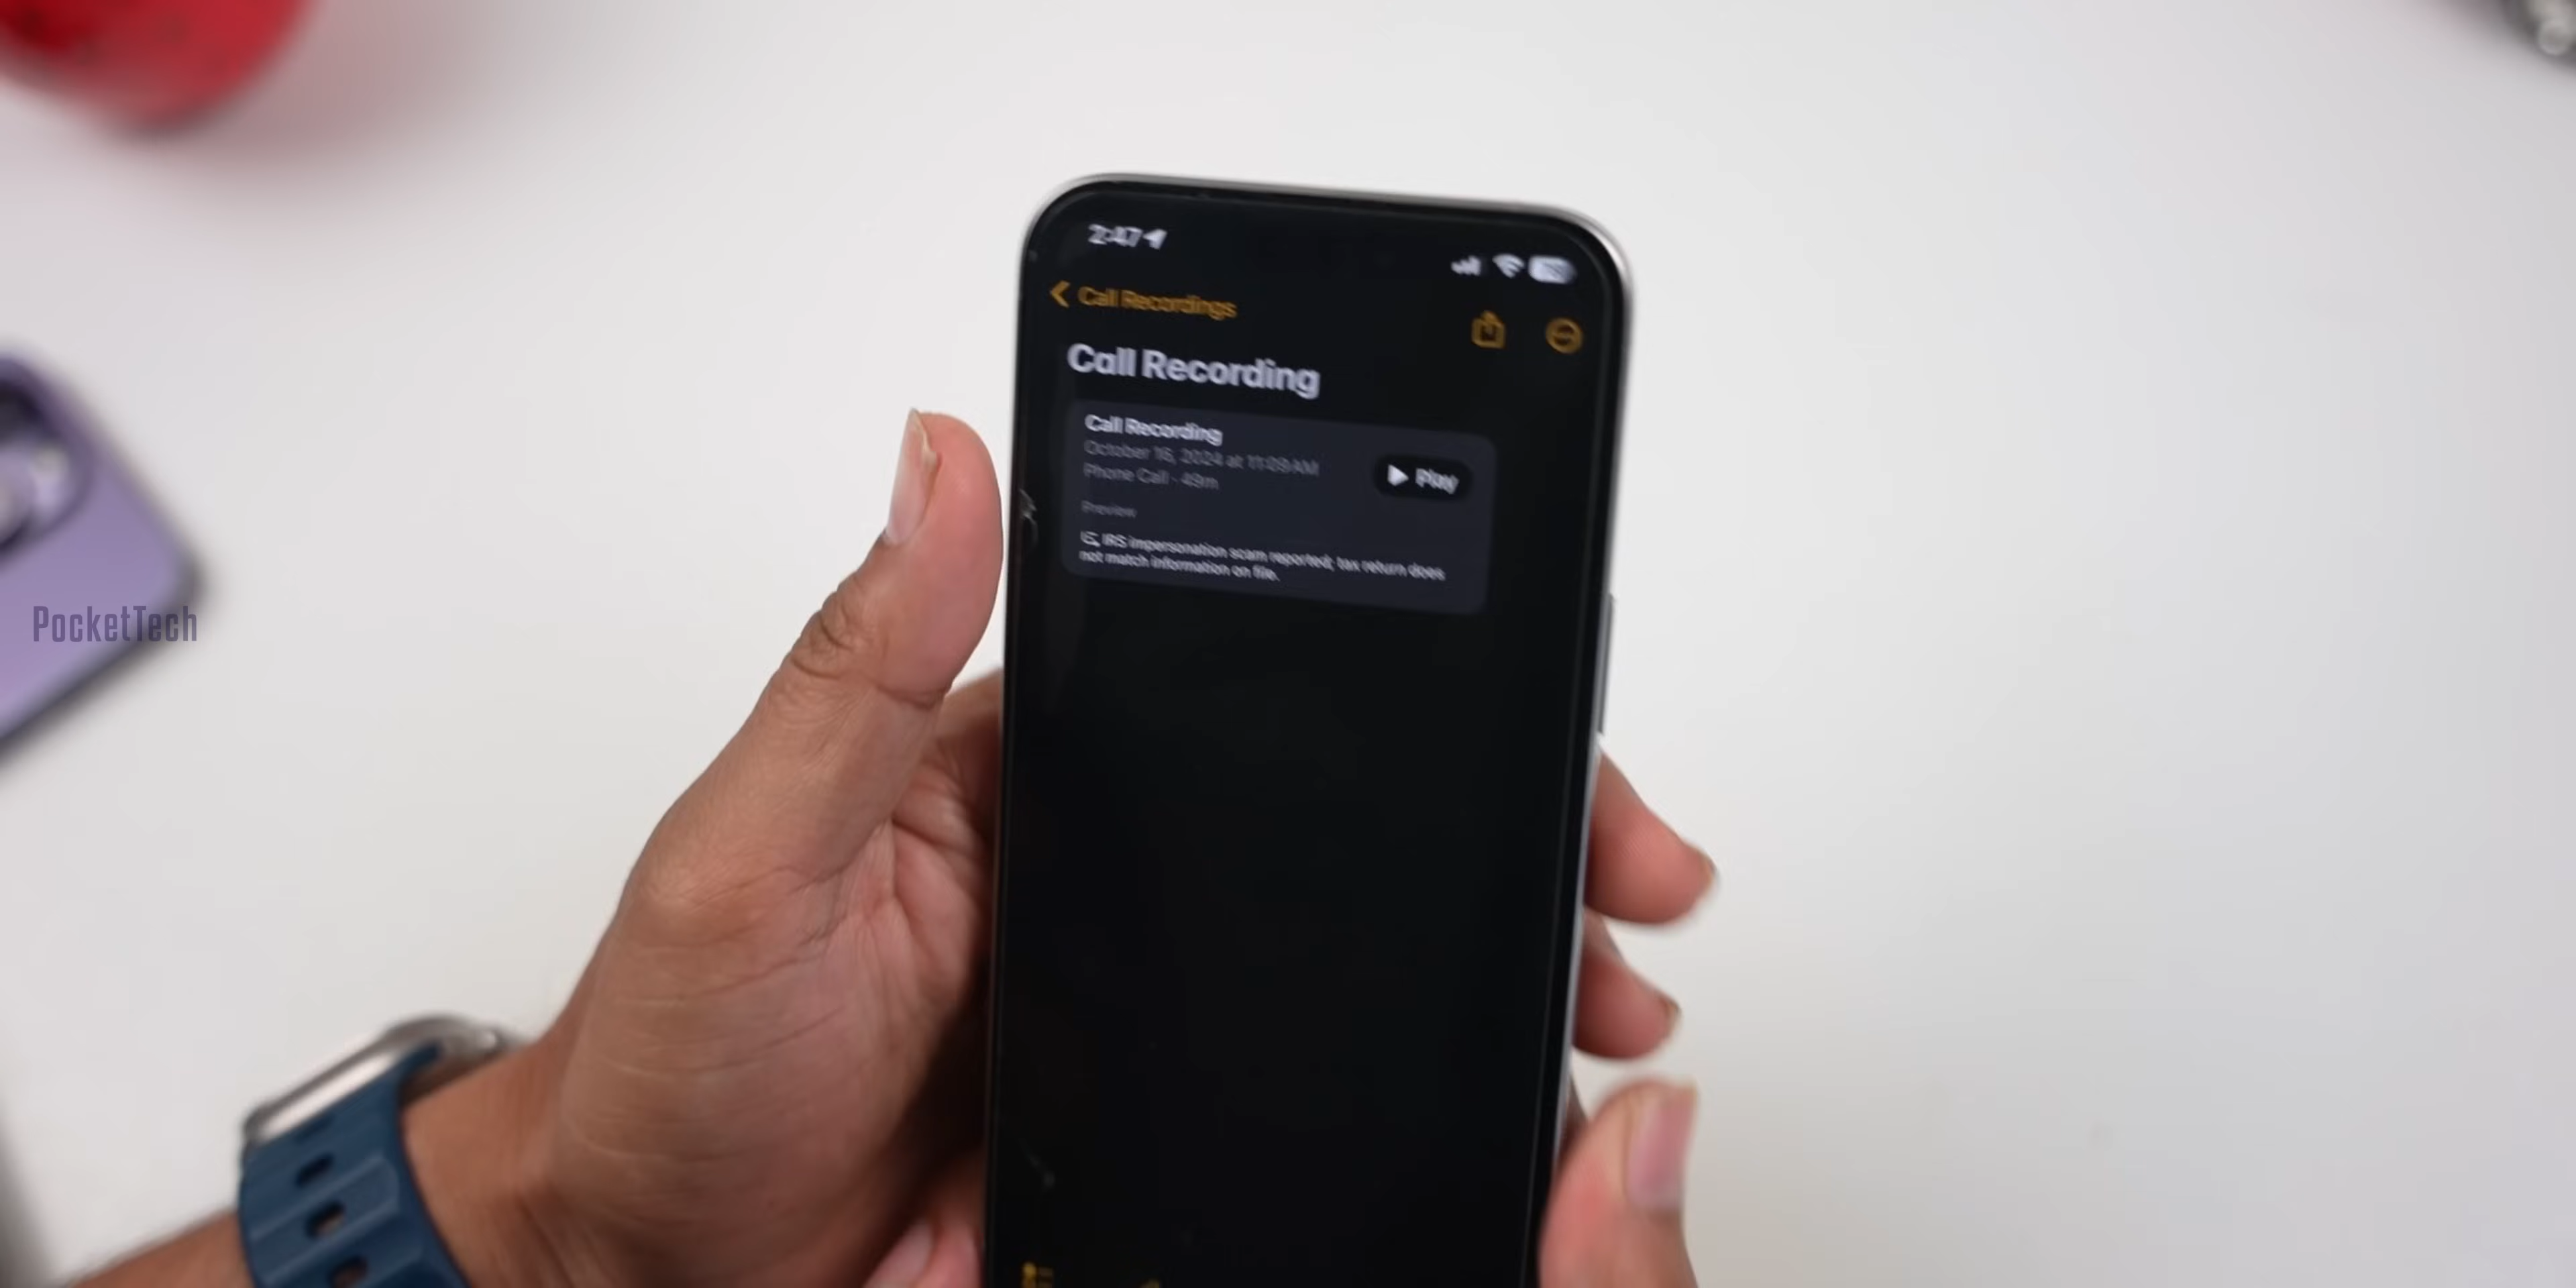 2:47
Call Recordings
Call Recording
Call Recording
October 16, 2024 at 11:09 AM
Phone Call - 49m
Play
Preview
IRS impersonation scam reported; tax return does
not match information on file.
PocketTech